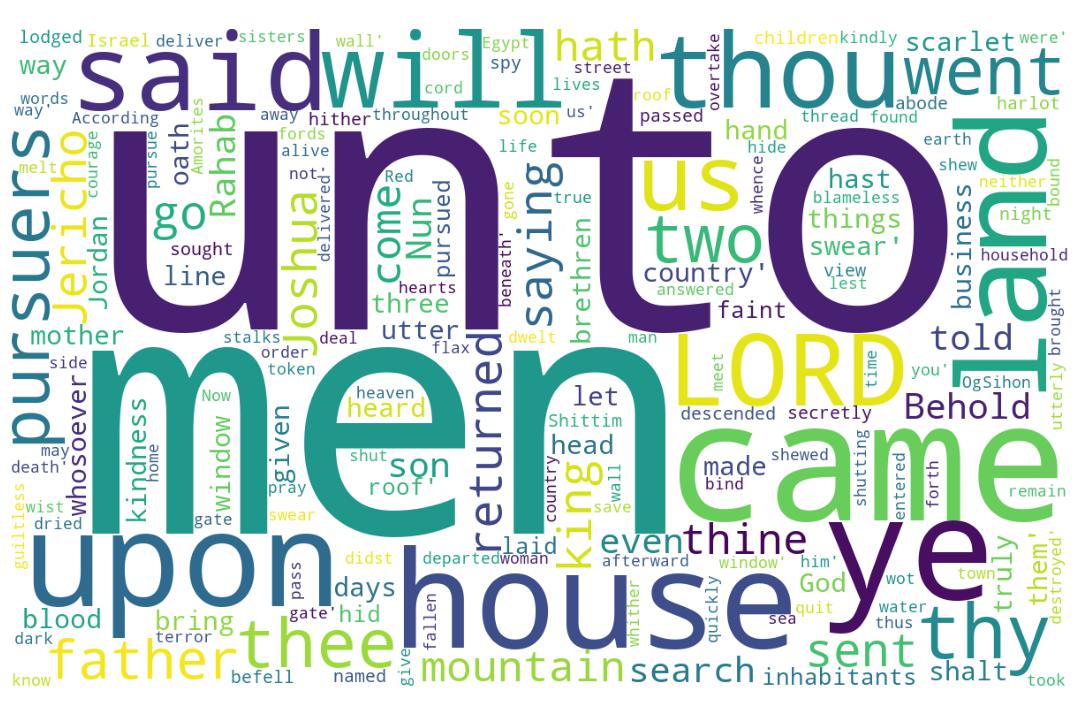 lodged Israel deliver sisters wall' doors Egypt hath children kindly scarlet were'
way said will cord spy street lives roof overtake thou went
words way' According Amorites away hither throughout soon us' passed thread found abode harlot
pursuers melt Jericho courage pursue oath Rahab fords alive not life hand hide earth shew neither bound
unto
go sought line Joshua delivered' Red come Nun pursued gone saying true us whence hast blameless things swear' business night household land
Jordan hearts three beneath' brethren two country' answered view lest
mother stalks deal utter flax dwelt man faint told brought
side order token returned LORD meet time you' OgSihon utterly
men
whosoever kindness Now window given heaven heard let Shittim descended secretly Behold
may death' home shut son roof' head king country wall save came made bind shewed shutting entered forth remain
guiltless wist dried gate pray swear
upon didst departed laid woman even afterward thine window' him' ye wot town truly them' destroyed'
blood dark bring terror pass days gate' hid house fallen whither quickly sea quit God water thus
father thee mountain sent thy
know befell named give search inhabitants shalt took